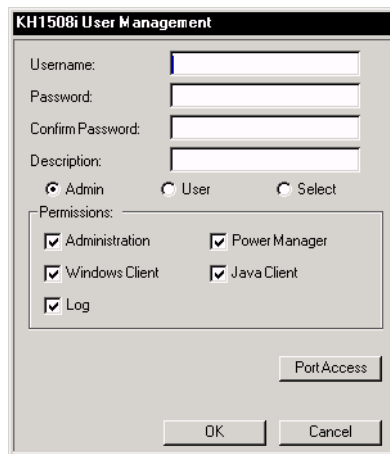 KH1508i User Management
Username:
Password:
Confirm Password:
Description:
Admin User Select
Permissions:
Administration Power Manager
Windows Client Java Client
Log
Port Access
OK Cancel